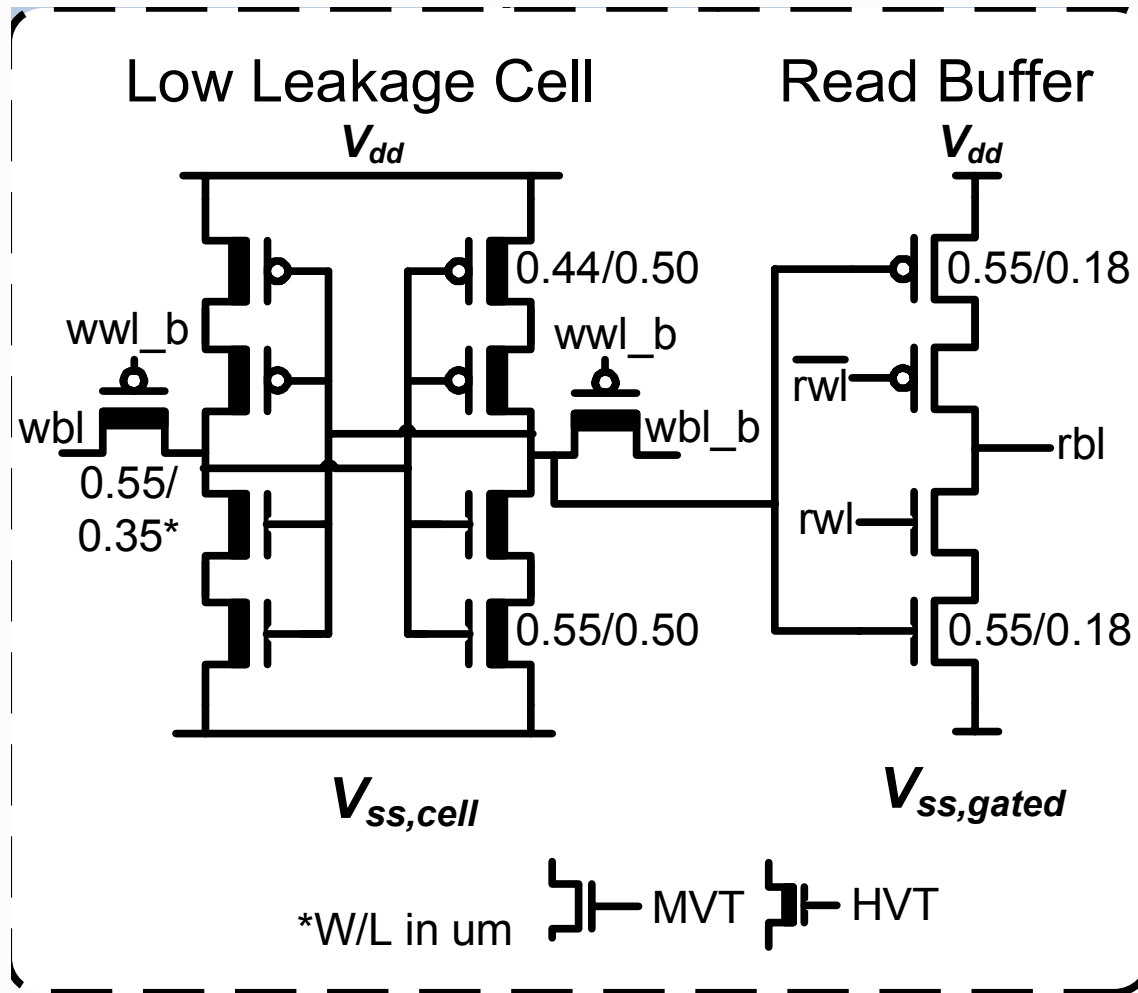 Low Leakage Cell
Read Buffer
Vdd
Vdd
0.44/0.50
0.55/0.18
wwl_b
wwl_b
rwl
wbl
wbl_b
rbl
0.55/
0.35*
rwl
0.55/0.50
0.55/0.18
Vss,cell
Vss,gated
*W/L in um
MVT
HVT